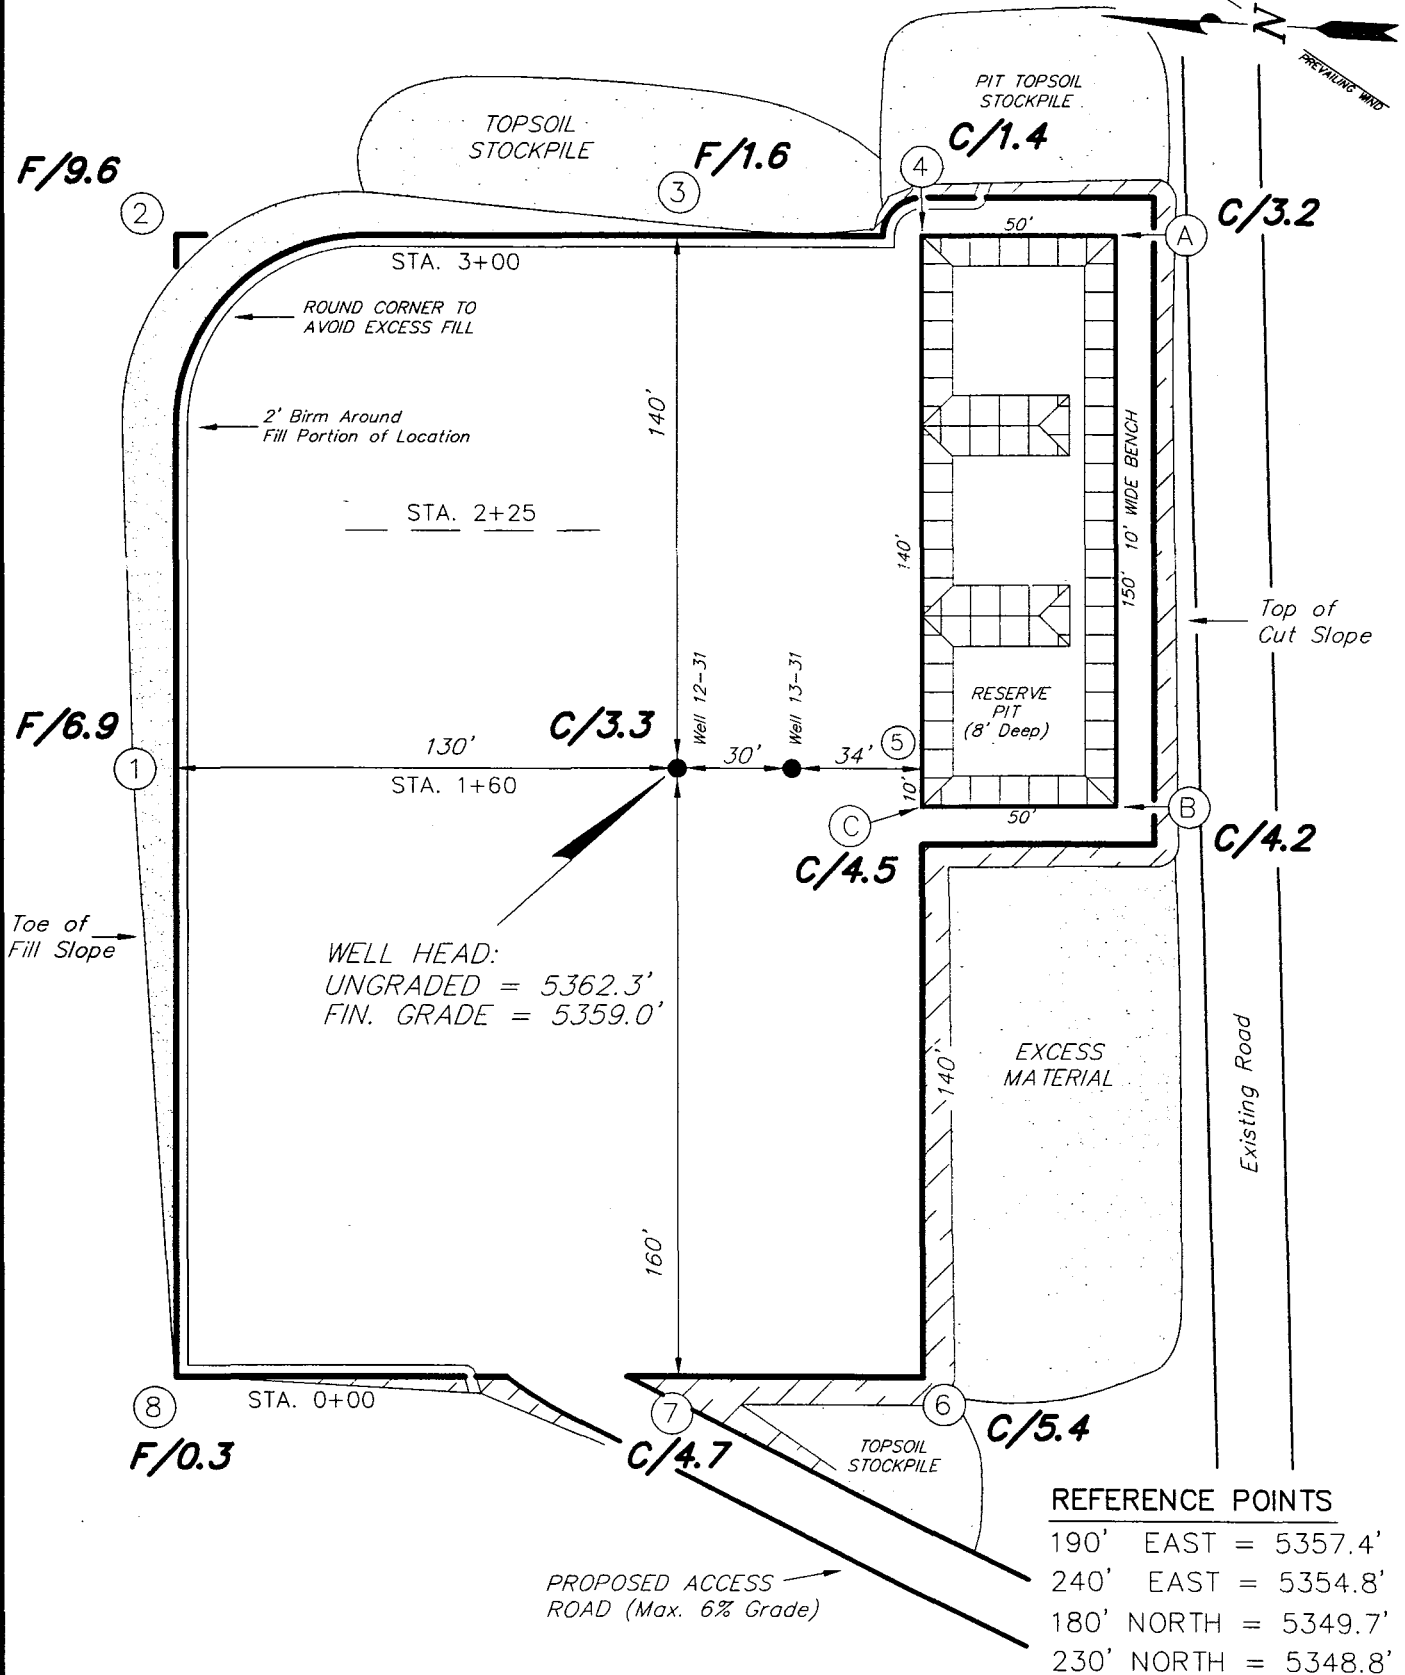 N
PREVAILING WIND
PIT TOPSOIL
STOCKPILE
TOPSOIL
STOCKPILE
C/1.4
F/1.6
F/9.6
4
3
2
C/3.2
A
50'
STA. 3+00
ROUND CORNER TO
AVOID EXCESS FILL
140'
2' Birm Around
Fill Portion of Location
STA. 2+25
140'
10' WIDE BENCH
150'
Top of
Cut Slope
Well 12-31
Well 13-31
RESERVE
PIT
(8' Deep)
F/6.9
C/3.3
130'
30'
34'
5
1
STA. 1+60
10'
50'
B
C
C/4.2
C/4.5
Toe of
Fill Slope
WELL HEAD:
UNGRADED = 5362.3'
FIN. GRADE = 5359.0'
EXCESS
MATERIAL
140'
Existing Road
160'
STA. 0+00
8
7
6
F/0.3
C/4.7
C/5.4
TOPSOIL
STOCKPILE
REFERENCE POINTS
190' EAST = 5357.4'
240' EAST = 5354.8'
180' NORTH = 5349.7'
230' NORTH = 5348.8'
PROPOSED ACCESS
ROAD (Max. 6% Grade)